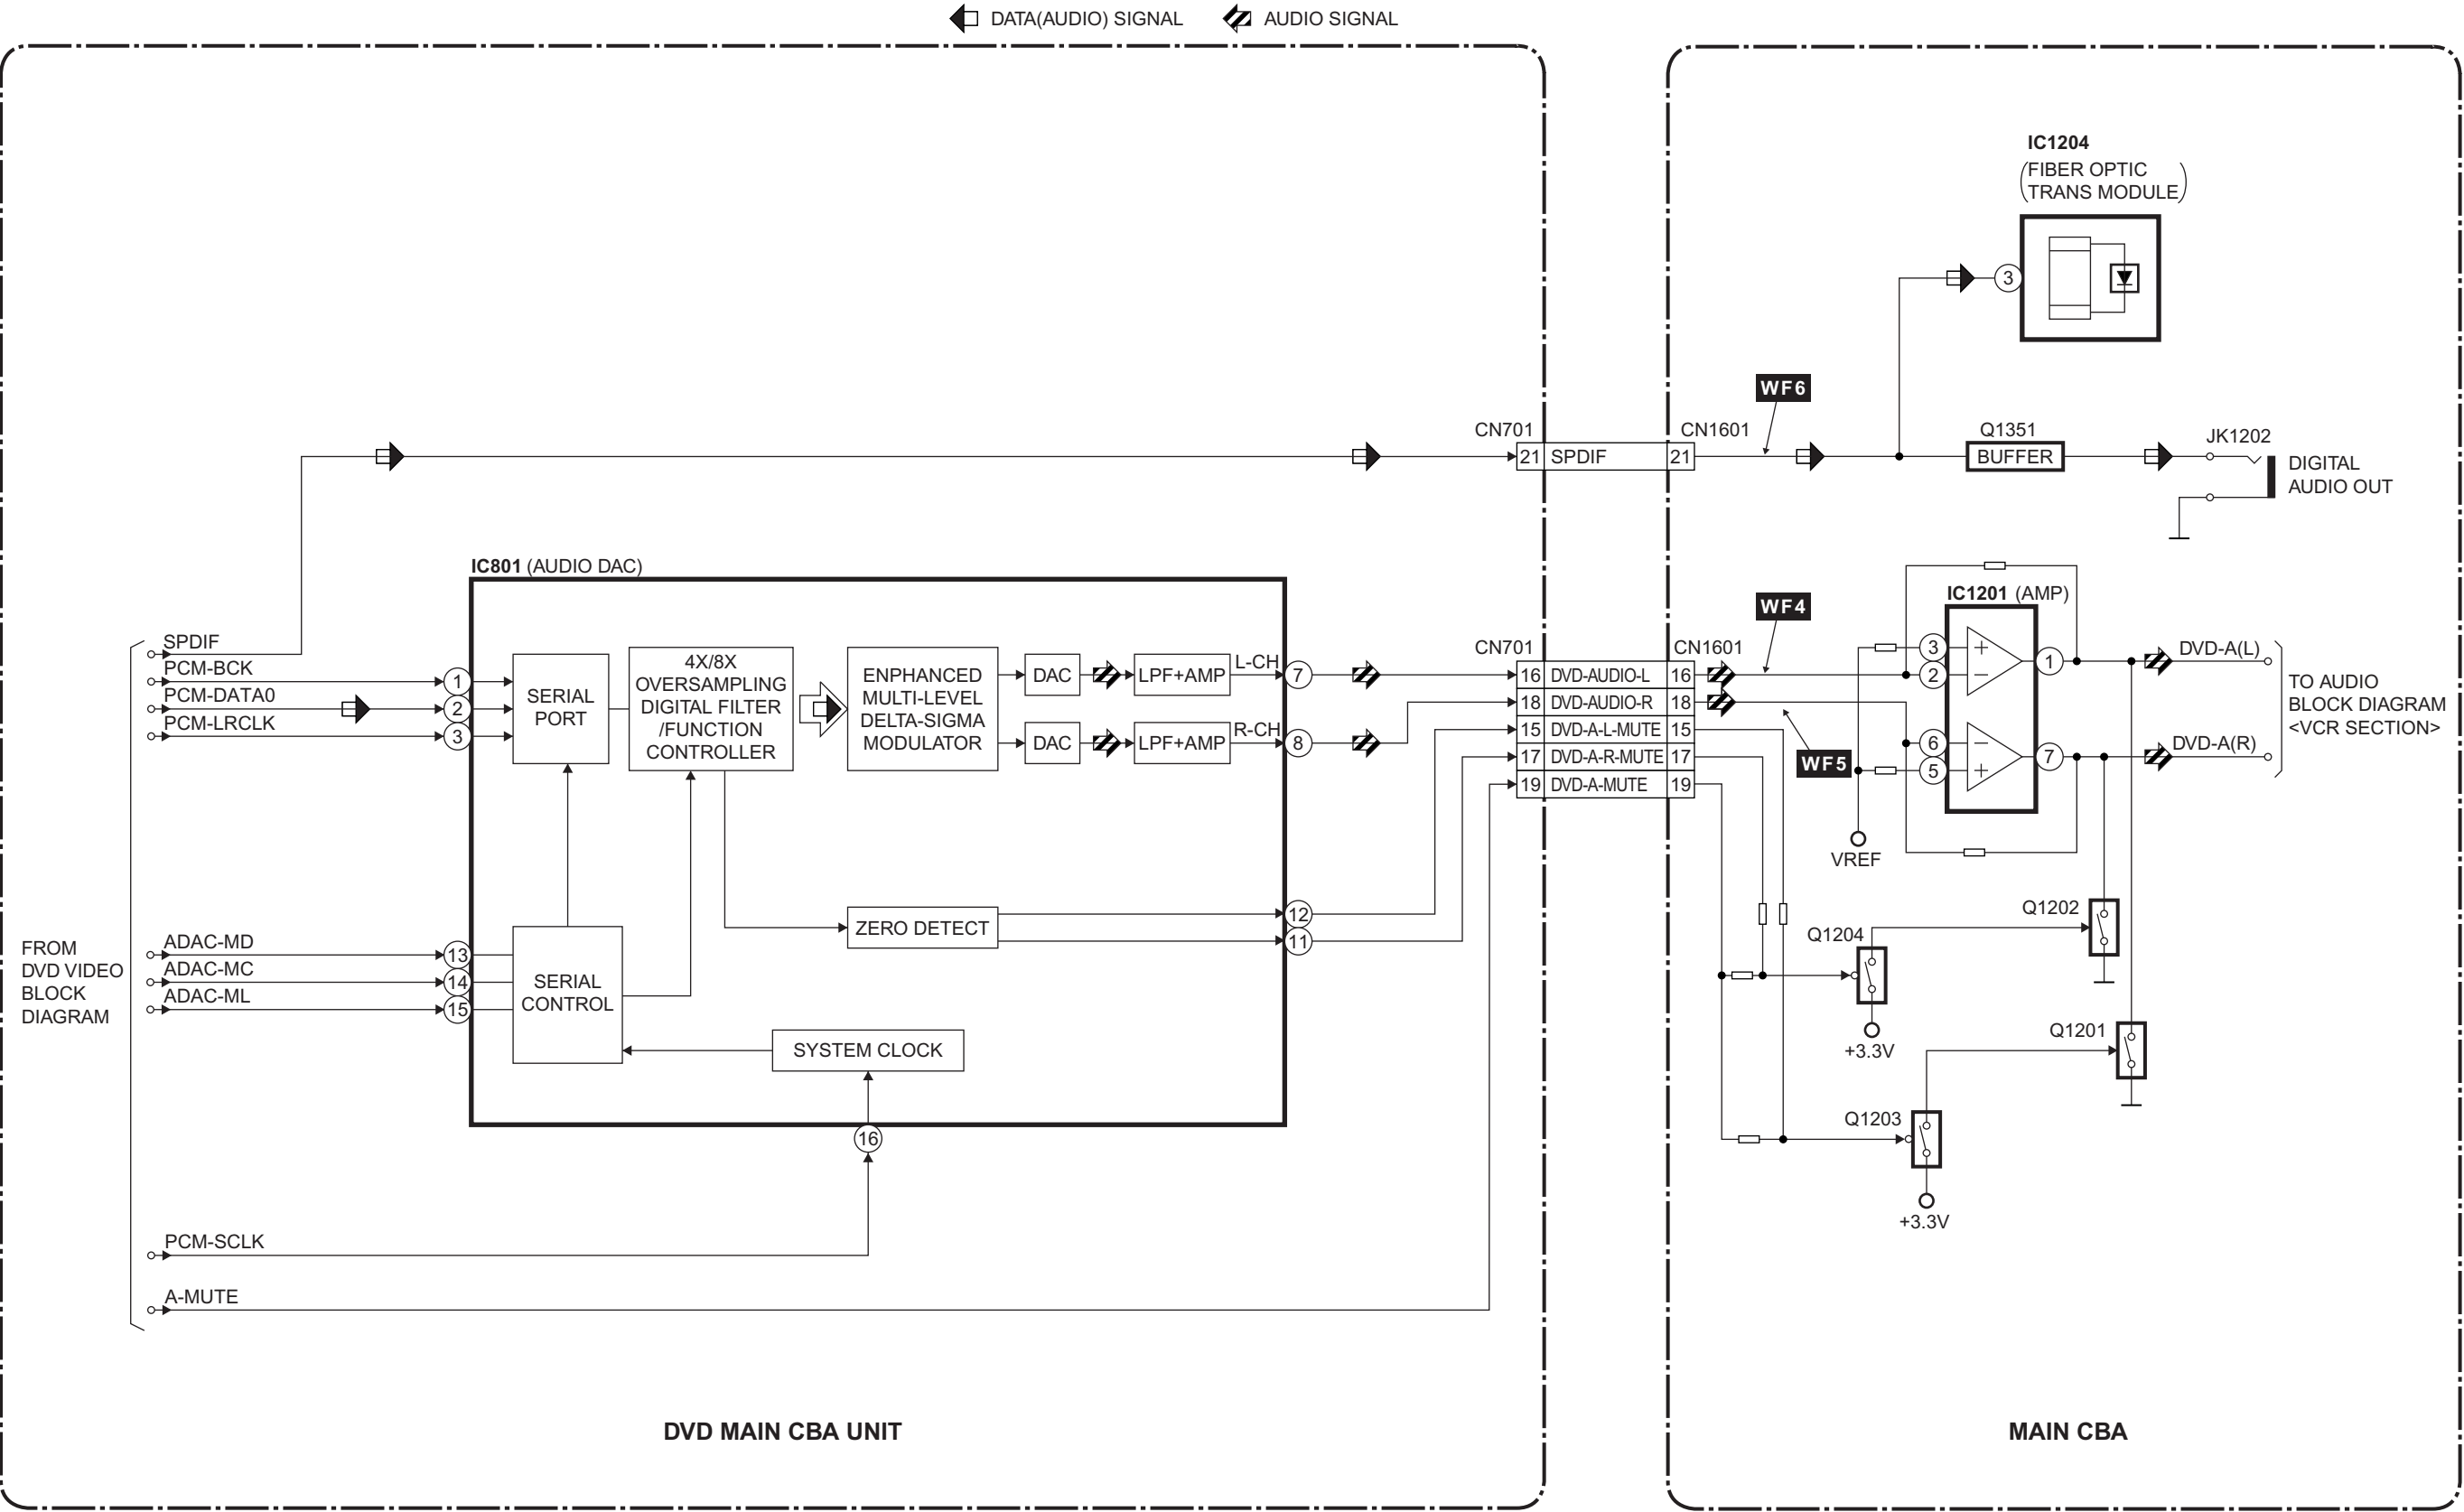 DATA(AUDIO) SIGNAL
AUDIO SIGNAL
IC1204
(FIBER OPTIC
TRANS MODULE)
3
WF6
CN701
21 SPDIF 21
CN1601
Q1351
BUFFER
JK1202
DIGITAL
AUDIO OUT
IC801 (AUDIO DAC)
SPDIF
PCM-BCK
PCM-DATA0
PCM-LRCLK
1
2
3
SERIAL
PORT
4X/8X
OVERSAMPLING
DIGITAL FILTER
/FUNCTION
CONTROLLER
ENPHANCED
MULTI-LEVEL
DELTA-SIGMA
MODULATOR
DAC
LPF+AMP
L-CH
7
DAC
LPF+AMP
R-CH
8
CN701
CN1601
16 DVD-AUDIO-L 16
18 DVD-AUDIO-R 18
15 DVD-A-L-MUTE 15
17 DVD-A-R-MUTE 17
19 DVD-A-MUTE 19
WF4
WF5
IC1201 (AMP)
3
+
2
−
1
6
−
5
+
7
VREF
DVD-A(L)
DVD-A(R)
TO AUDIO
BLOCK DIAGRAM
<VCR SECTION>
FROM
DVD VIDEO
BLOCK
DIAGRAM
ADAC-MD
ADAC-MC
ADAC-ML
13
14
15
SERIAL
CONTROL
ZERO DETECT
12
11
SYSTEM CLOCK
16
Q1202
Q1204
+3.3V
Q1201
Q1203
+3.3V
PCM-SCLK
A-MUTE
DVD MAIN CBA UNIT
MAIN CBA